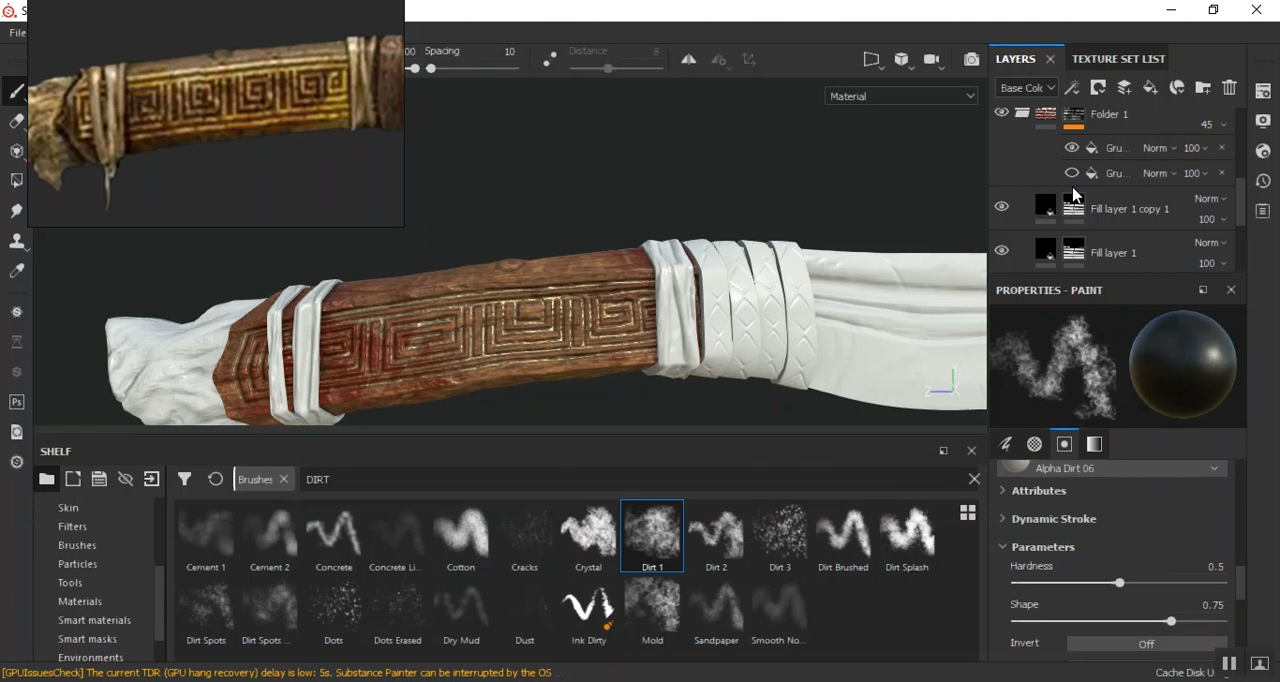 S
File
00 Spacing 10 Distance 8
Material
LAYERS TEXTURE SET LIST
Base Col
Folder 1
45
Gru... Norm 100
Gru... Norm 100
Fill layer 1 copy 1 Norm
100
Fill layer 1 Norm
100
PROPERTIES - PAINT
Z X
Ps
SHELF
Brushes DIRT
Skin
Filters
Brushes
Particles
Tools
Materials
Smart materials
Smart masks
Environments
Cement 1 Cement 2 Concrete Concrete Li... Cotton Cracks Crystal Dirt 1 Dirt 2 Dirt 3 Dirt Brushed Dirt Splash
Dirt Spots Dirt Spots ... Dots Dots Erased Dry Mud Dust Ink Dirty Mold Sandpaper Smooth No...
Alpha Dirt 06
Attributes
Dynamic Stroke
Parameters
Hardness 0.5
Shape 0.75
Invert Off
[GPUIssuesCheck] The current TDR (GPU hang recovery) delay is low: 5s. Substance Painter can be interrupted by the OS ...
Cache Disk U